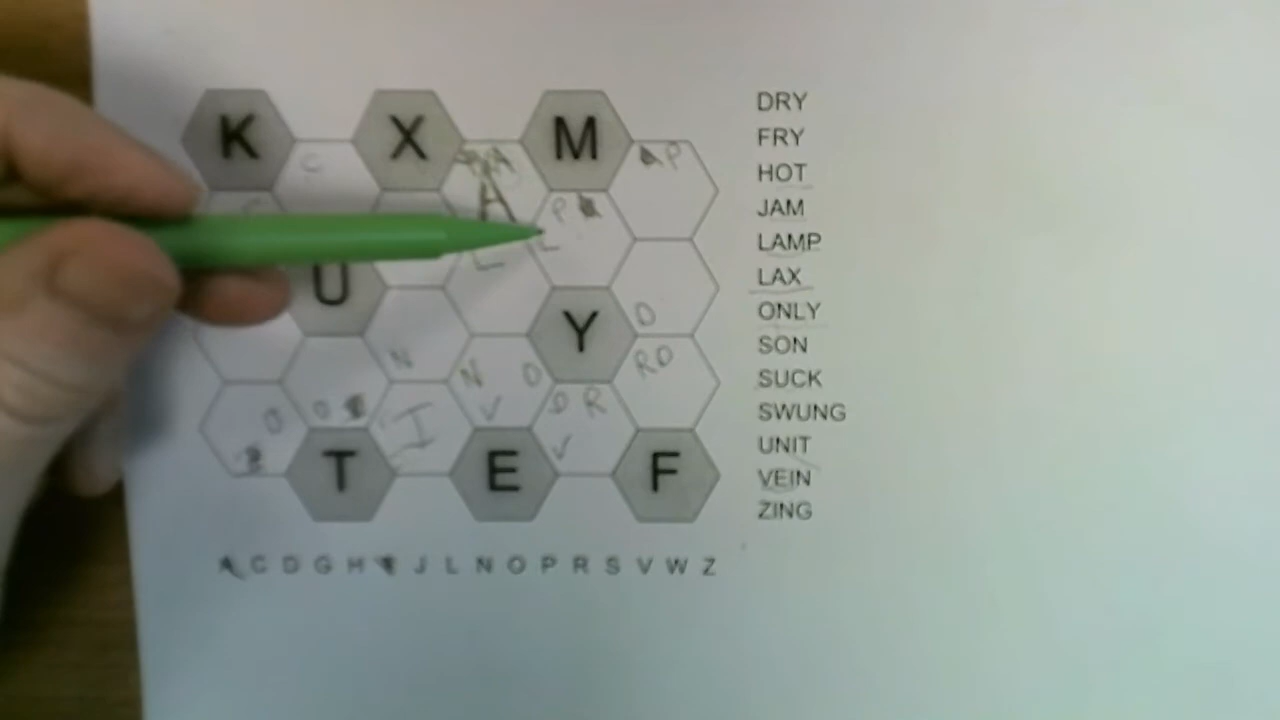 K X M
C A P
P
L L
U
Y D
N N O R D
O O I V D R
V
T E F
A C D G H I J L N O P R S V W Z
DRY
FRY
HOT
JAM
LAMP
LAX
ONLY
SON
SUCK
SWUNG
UNIT
VEIN
ZING